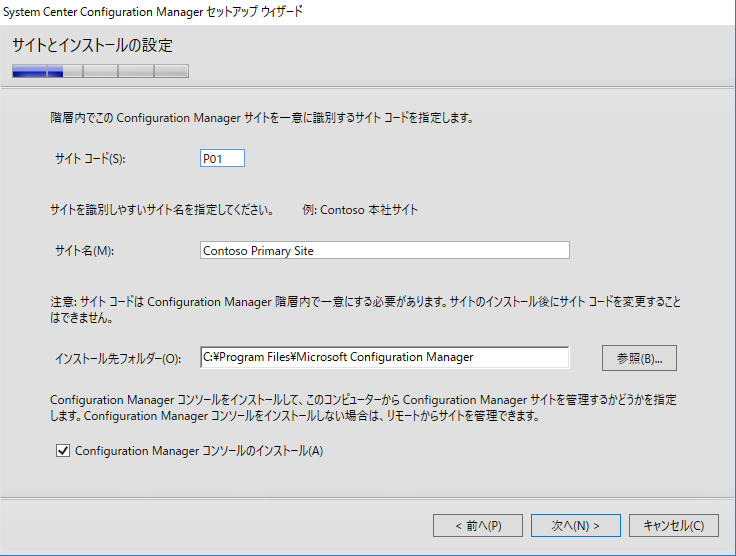 System Center Configuration Manager セットアップ ウィザード
サイトとインストールの設定
階層内でこの Configuration Manager サイトを一意に識別するサイト コードを指定します。
サイト コード(S):
P01
サイトを識別しやすいサイト名を指定してください。 例: Contoso 本社サイト
サイト名(M):
Contoso Primary Site
注意: サイト コードは Configuration Manager 階層内で一意にする必要があります。サイトのインストール後にサイト コードを変更すること
はできません。
インストール先フォルダー(O):
C:¥Program Files¥Microsoft Configuration Manager
参照(B)...
Configuration Manager コンソールをインストールして、このコンピューターから Configuration Manager サイトを管理するかどうかを指定
します。Configuration Manager コンソールをインストールしない場合は、リモートからサイトを管理できます。
Configuration Manager コンソールのインストール(A)
< 前へ(P)
次へ(N) >
キャンセル(C)